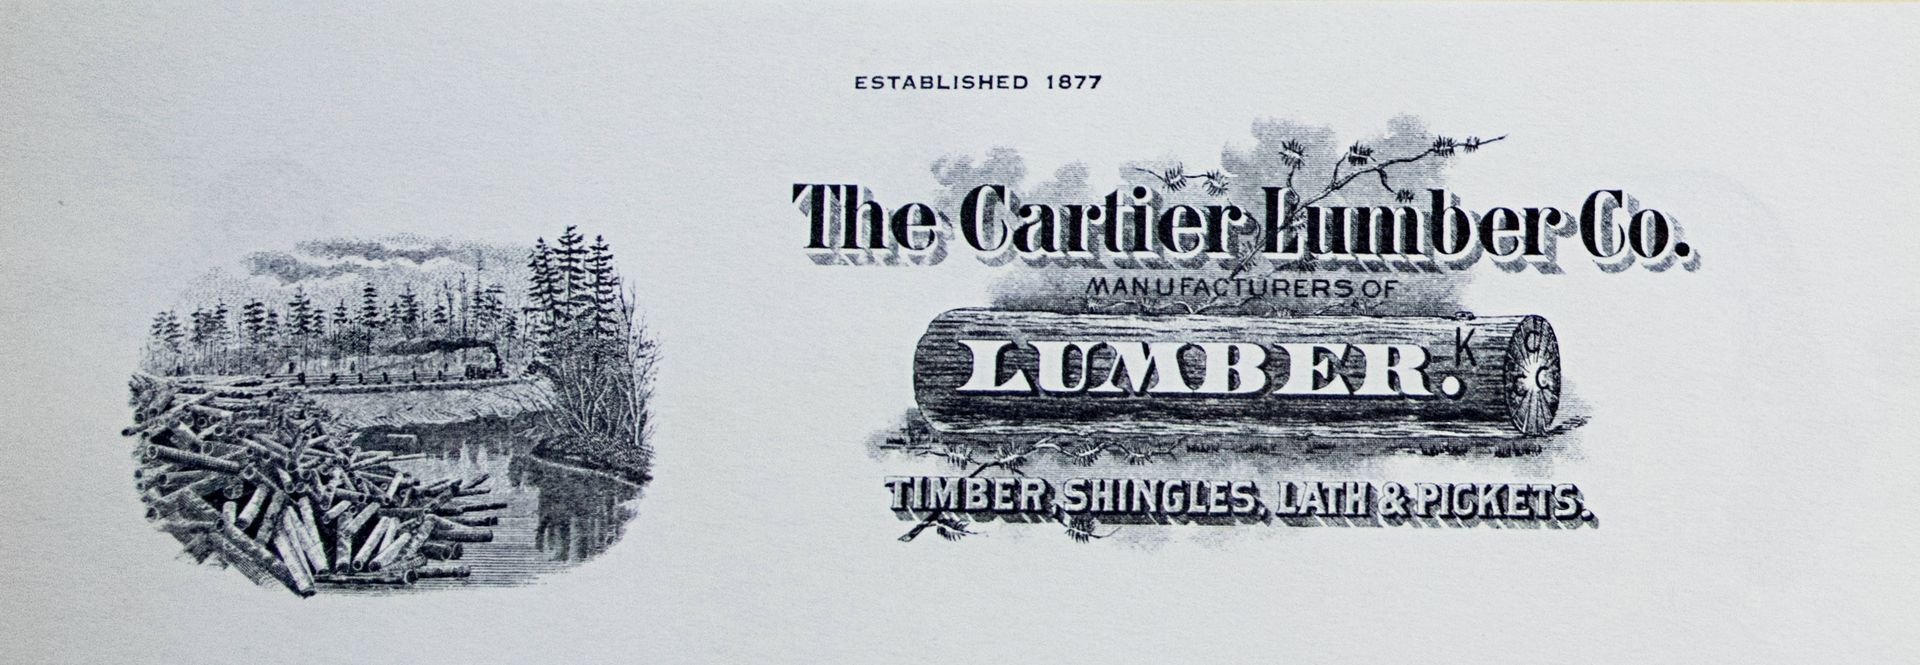 ESTABLISHED 1877
The Cartier Lumber Co.
MANUFACTURERS OF
LUMBER.
K
C
C C
TIMBER, SHINGLES, LATH & PICKETS.